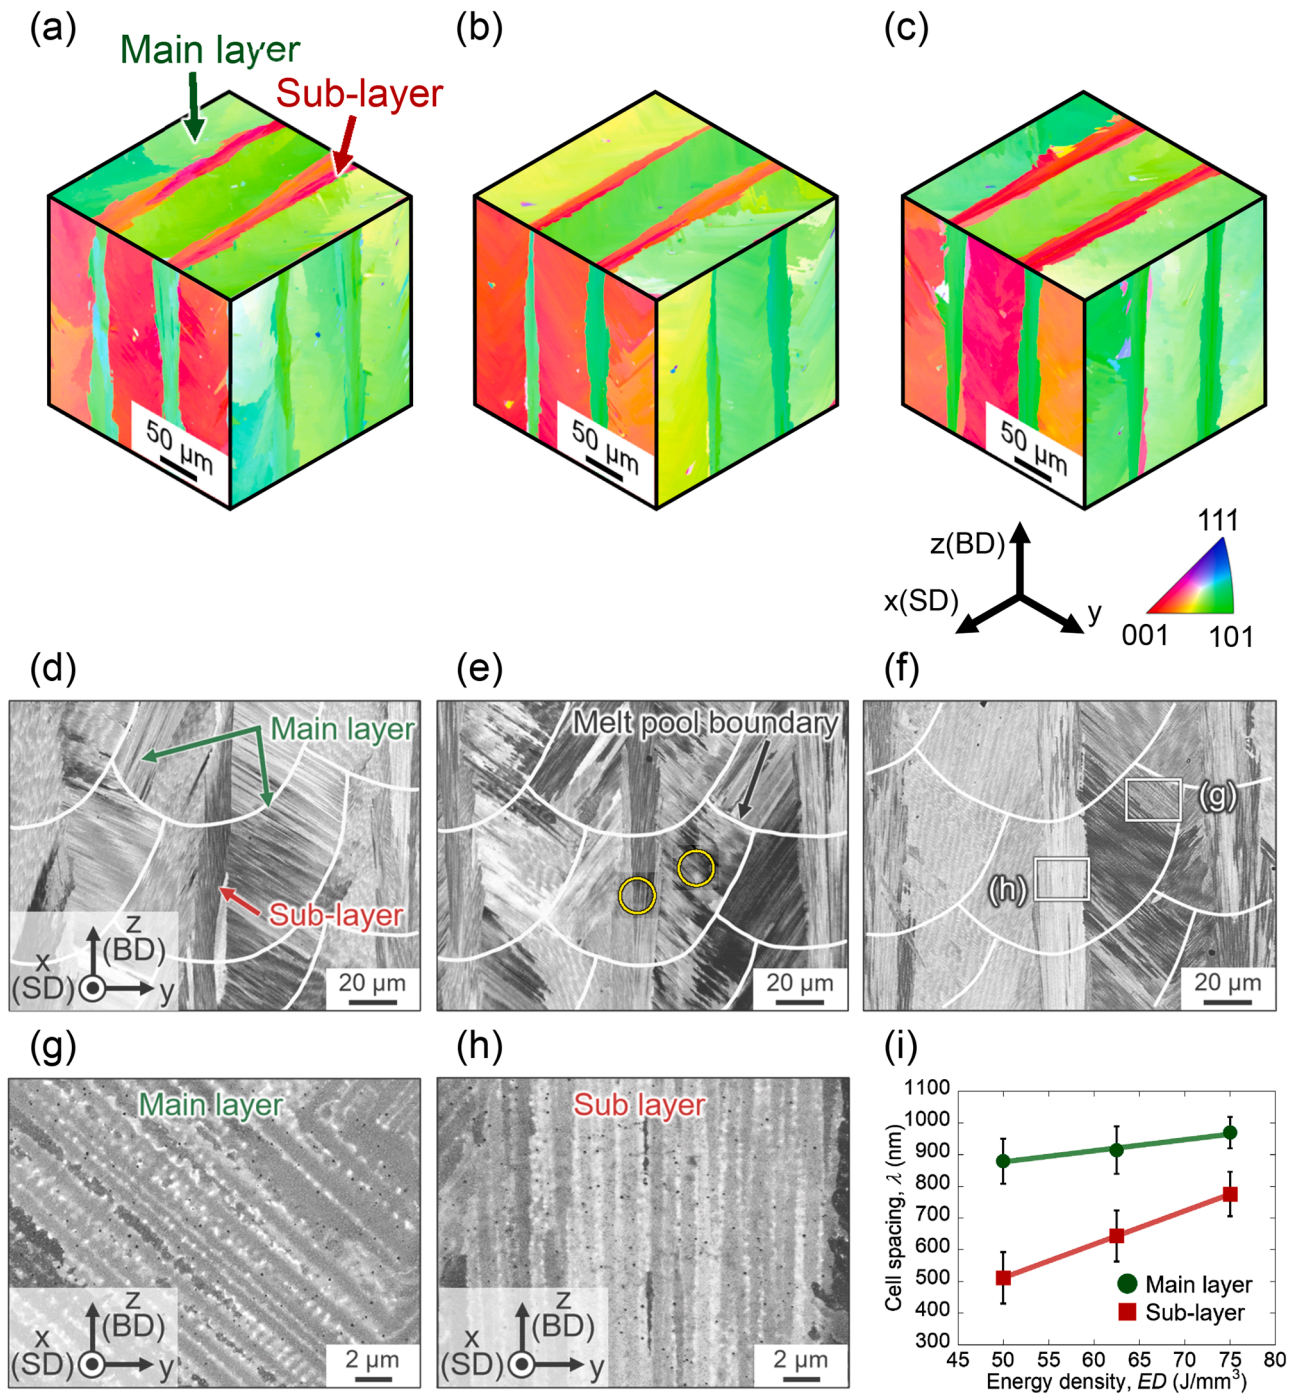 (a)
(b)
(c)
Main layer
Sub-layer
50 µm
50 µm
50 µm
z(BD)
x(SD)
y
111
001
101
(d)
(e)
(f)
Main layer
Sub-layer
z
(BD)
x
(SD)
y
20 µm
Melt pool boundary
20 µm
(g)
(h)
20 µm
(g)
(h)
(i)
Main layer
z
(BD)
x
(SD)
y
2 µm
Sub layer
z
(BD)
x
(SD)
y
2 µm
Cell spacing, λ (nm)
1100
1000
900
800
700
600
500
400
300
Main layer
Sub-layer
45 50 55 60 65 70 75 80
Energy density, ED (J/mm³)